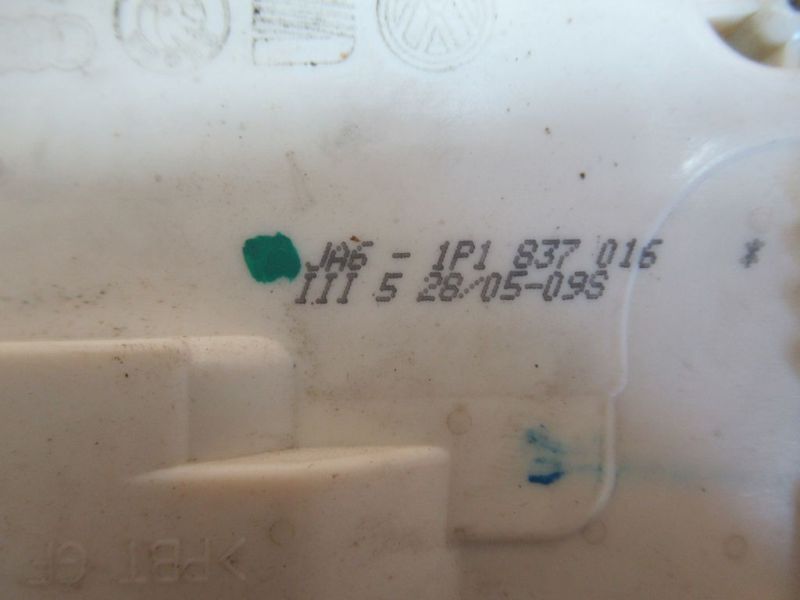 JA6 - 1P1 837 016 *
III 5 28/05-09S
>PBT GF